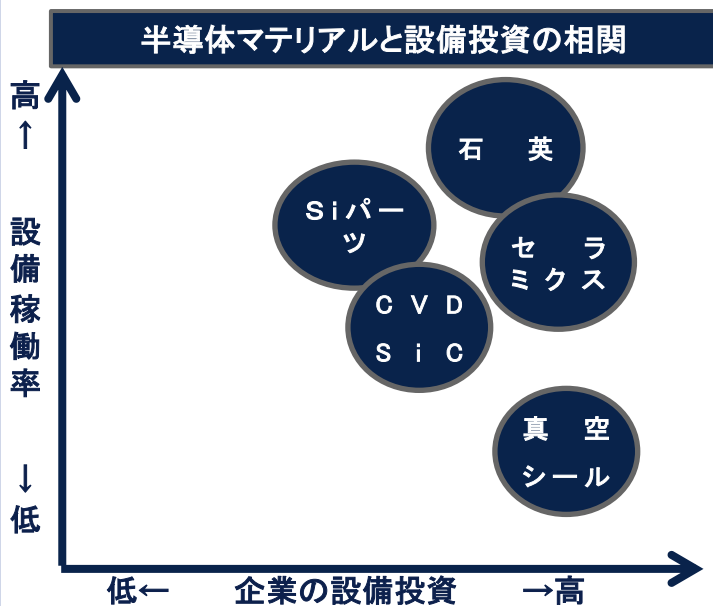 半導体マテリアルと設備投資の相関
高
↑
設
備
稼
働
率
↓
低
石 英
Siパー
ツ
セ ラ
ミクス
CVD
SiC
真 空
シール
低← 企業の設備投資 →高